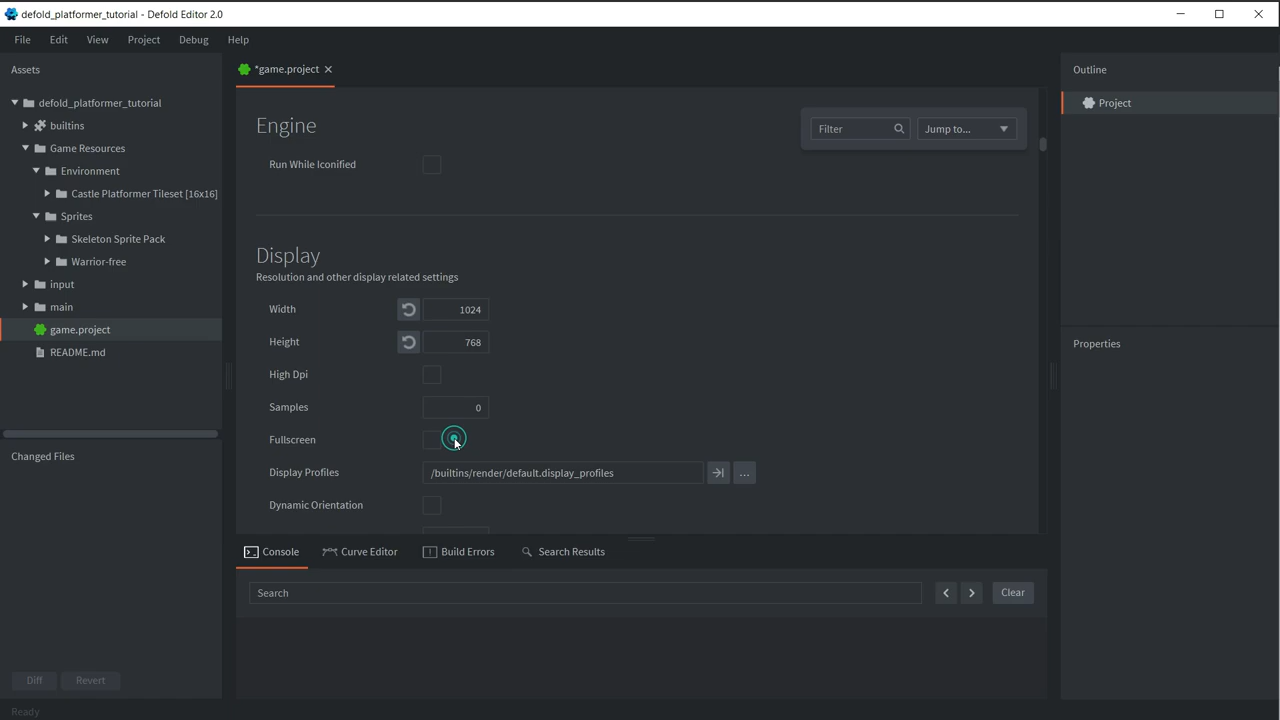 defold_platformer_tutorial - Defold Editor 2.0
File Edit View Project Debug Help
Assets
defold_platformer_tutorial
builtins
Game Resources
Environment
Castle Platformer Tileset [16x16]
Sprites
Skeleton Sprite Pack
Warrior-free
input
main
game.project
README.md
Changed Files
Diff Revert
Ready
*game.project
Engine
Filter
Jump to...
Run While Iconified
Display
Resolution and other display related settings
Width 1024
Height 768
High Dpi
Samples 0
Fullscreen
Display Profiles /builtins/render/default.display_profiles ...
Dynamic Orientation
Console Curve Editor Build Errors Search Results
Search
Clear
Outline
Project
Properties